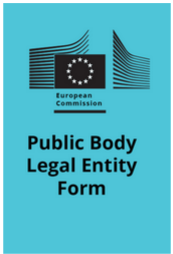 European
Commission
Public Body
Legal Entity
Form